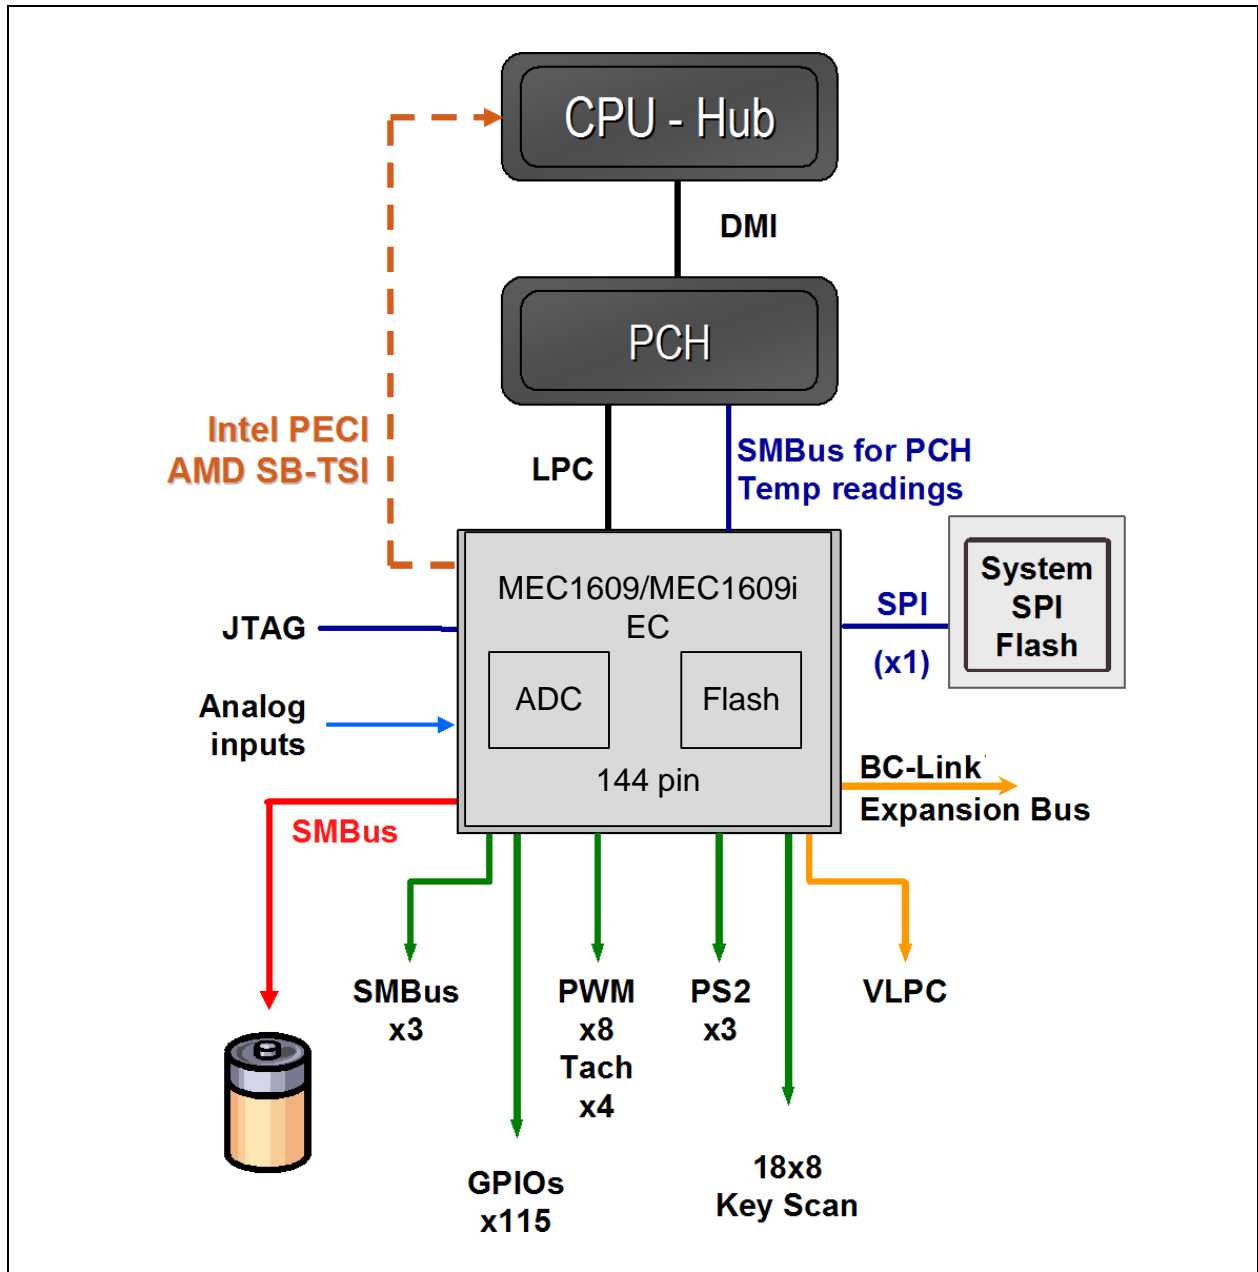 CPU - Hub
DMI
PCH
Intel PECI
AMD SB-TSI
LPC
SMBus for PCH
Temp readings
MEC1609/MEC1609i
EC
ADC
Flash
144 pin
System
SPI
Flash
SPI
(x1)
JTAG
Analog
inputs
BC-Link
Expansion Bus
SMBus
SMBus
x3
GPIOs
x115
PWM
x8
Tach
x4
PS2
x3
18x8
Key Scan
VLPC